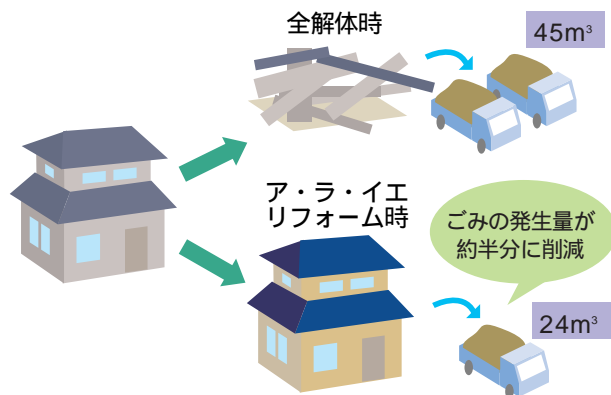 全解体時
45m³
ア・ラ・イエ
リフォーム時
ごみの発生量が
約半分に削減
24m³